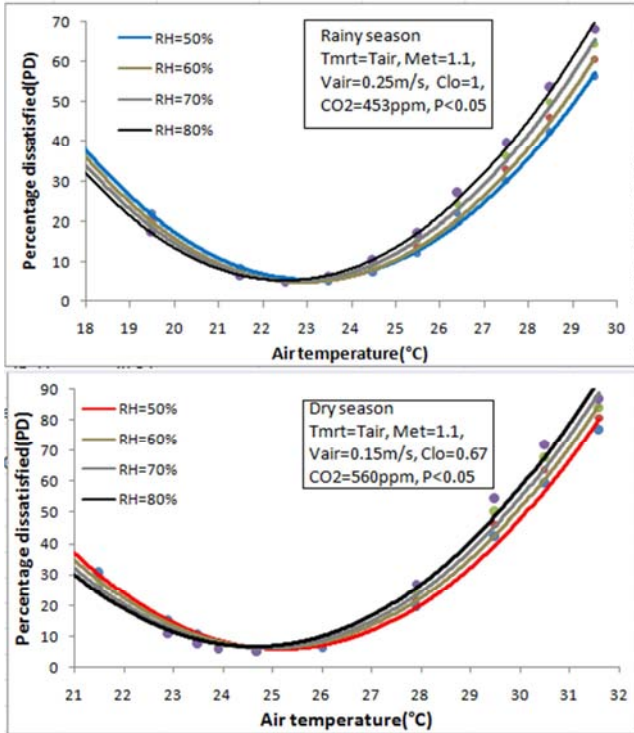 Percentage dissatisfied(PD)
70
60
50
40
30
20
10
0
RH=50%
RH=60%
RH=70%
RH=80%
Rainy season
Tmrt=Tair, Met=1.1,
Vair=0.25m/s, Clo=1,
CO2=453ppm, P<0.05
18 19 20 21 22 23 24 25 26 27 28 29 30
Air temperature(°C)
Percentage dissatisfied(PD)
90
80
70
60
50
40
30
20
10
0
RH=50%
RH=60%
RH=70%
RH=80%
Dry season
Tmrt=Tair, Met=1.1,
Vair=0.15m/s, Clo=0.67
CO2=560ppm, P<0.05
21 22 23 24 25 26 27 28 29 30 31 32
Air temperature(°C)